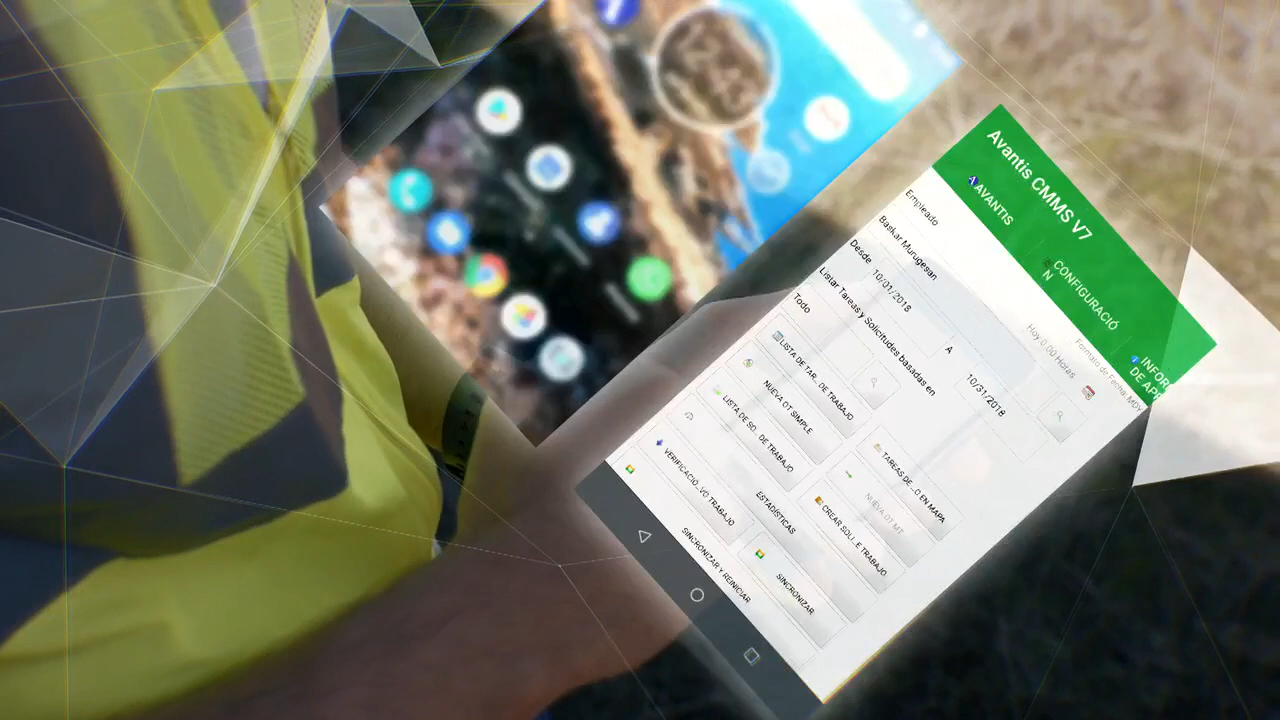 Avantis CMMS V7
AVANTIS
CONFIGURACIÓ
N
INFOR
DE AP
Formato de Fecha: MDY
Empleado
Hoy 0.00 Horas
Baskar Murugesan
Desde 10/01/2018
A 10/31/2018
Listar Tareas y Solicitudes basadas en
Todo
LISTA DE TAR... DE TRABAJO
TAREAS DE...O EN MAPA
NUEVA OT SIMPLE
NUEVA OT MT
LISTA DE SO... DE TRABAJO
CREAR SOLI...E TRABAJO
ESTADÍSTICAS
VERIFICACIÓ...VO TRABAJO
SINCRONIZAR
SINCRONIZAR Y REINICIAR